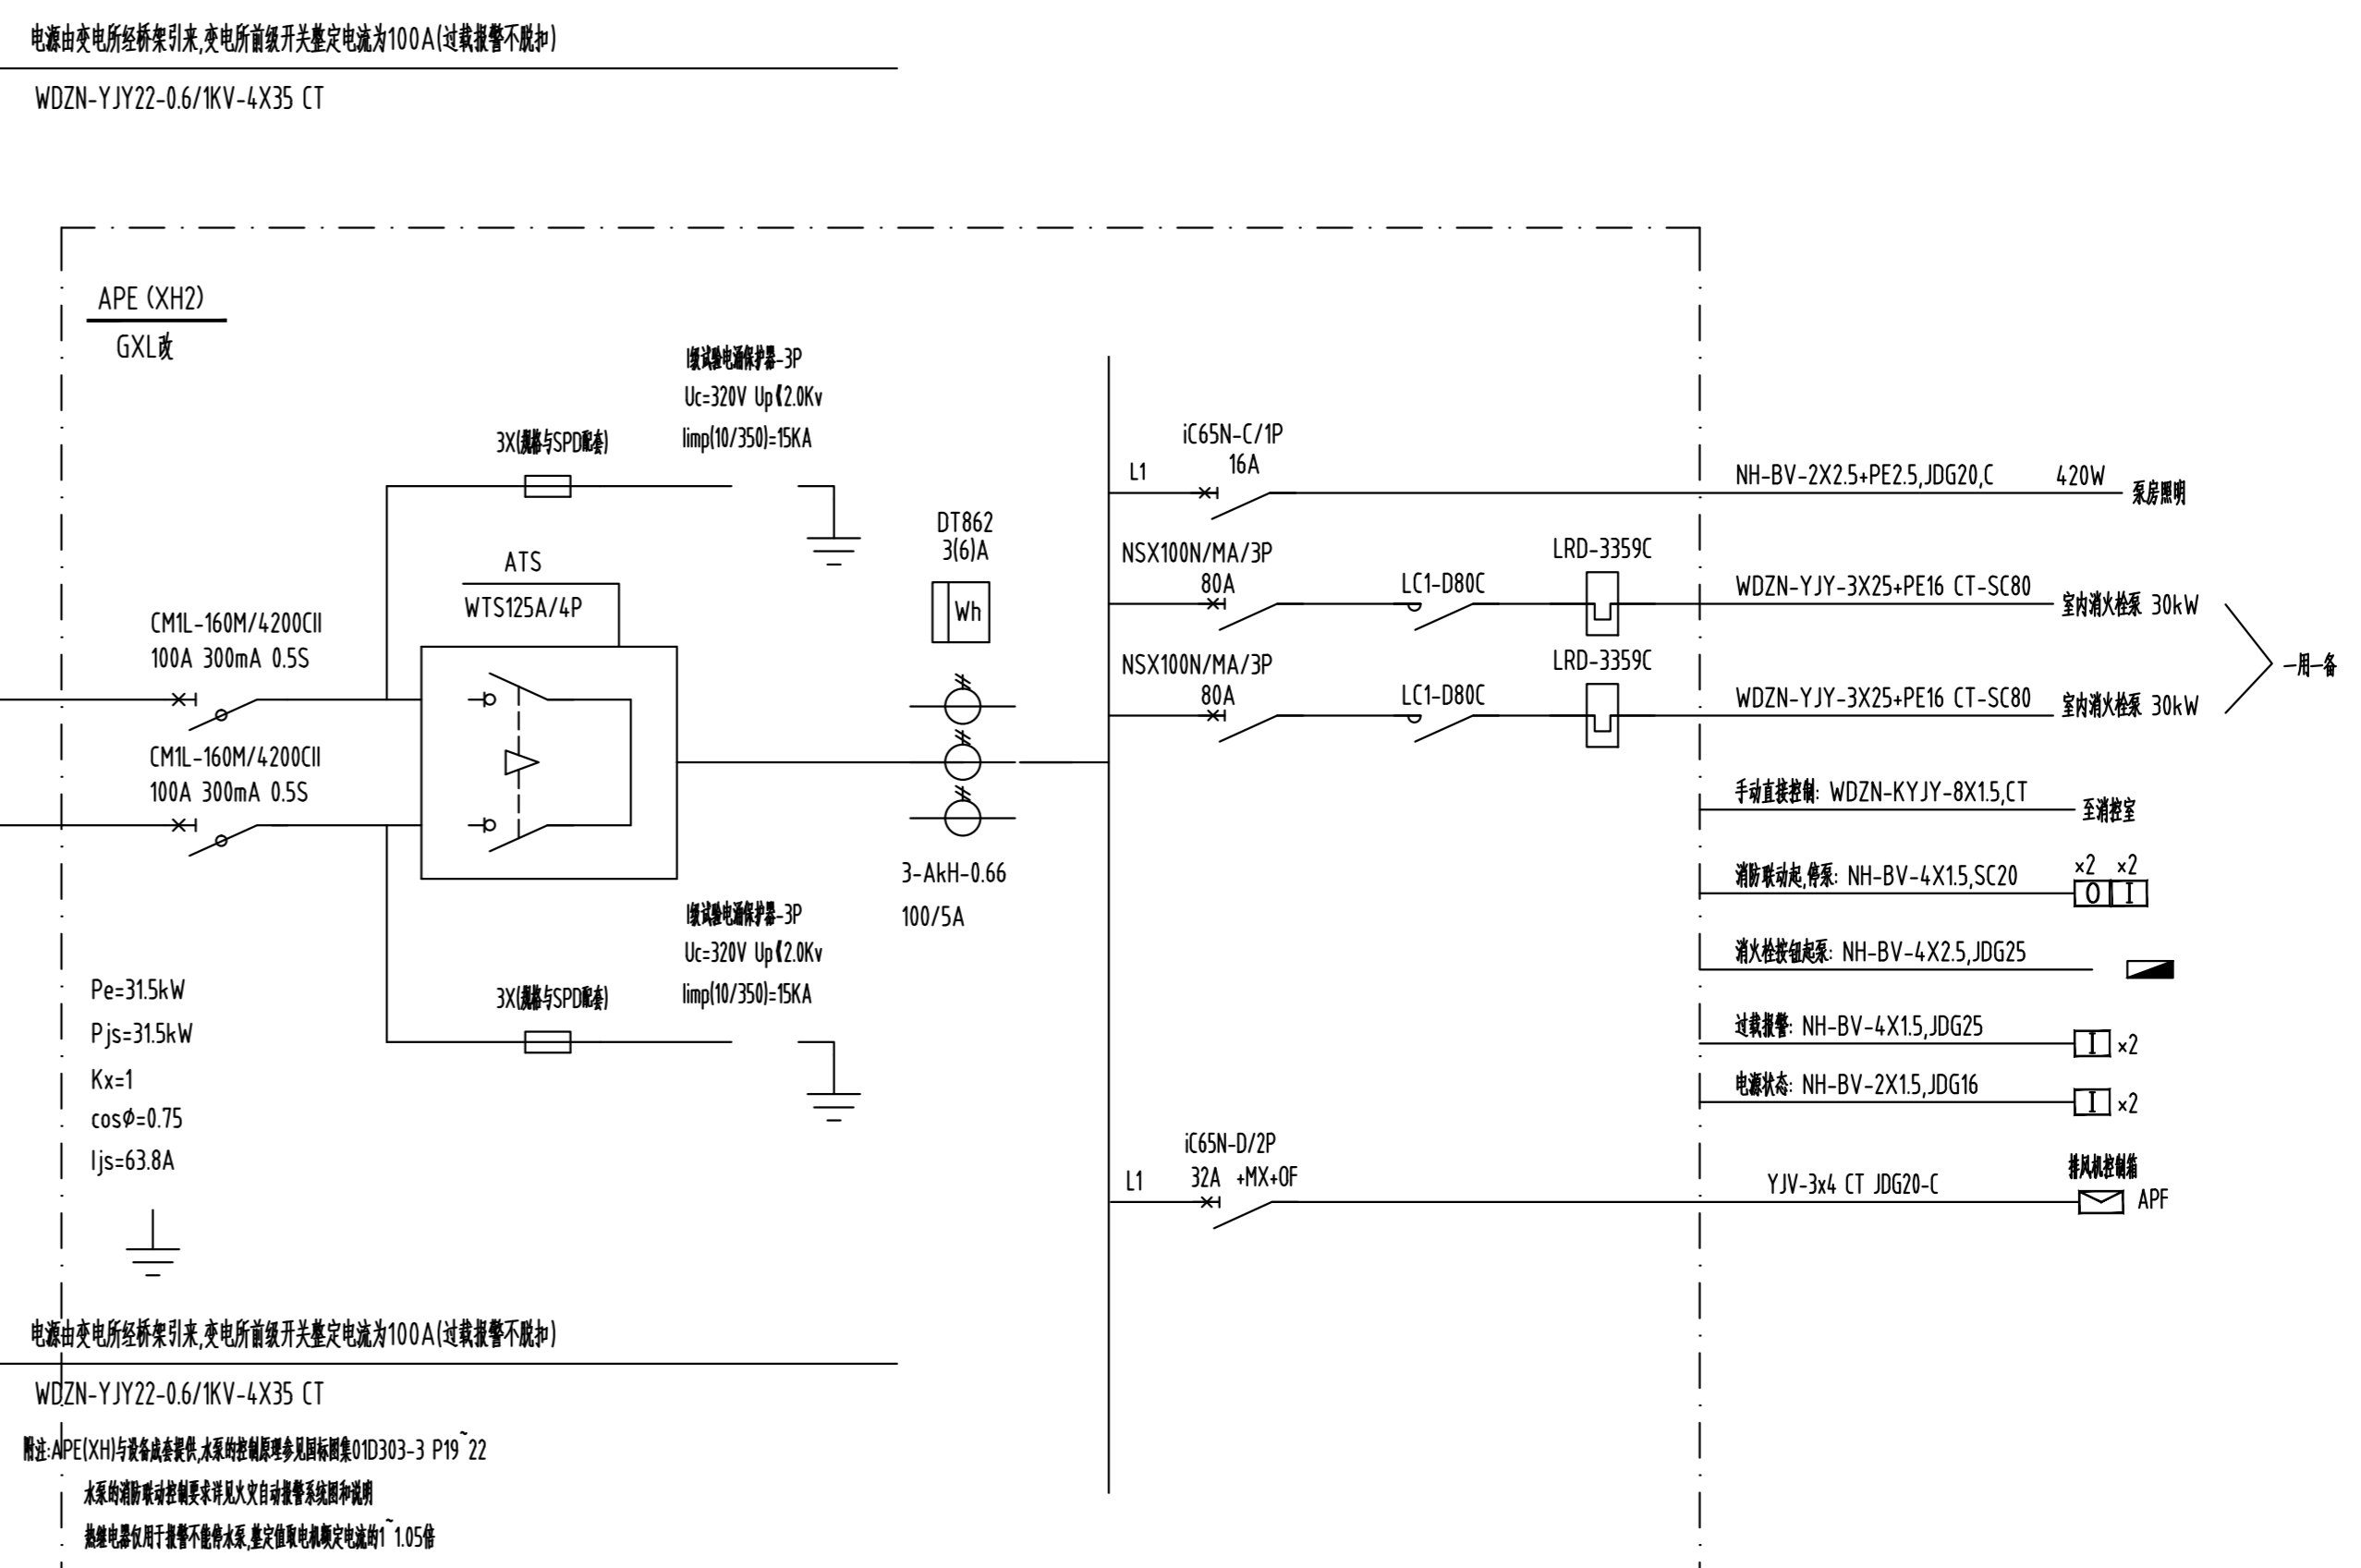 电源由变电所经桥架引来,变电所前级开关整定电流为100A(过载报警不脱扣)
WDZN-YJY22-0.6/1KV-4X35 CT
APE (XH2)
GXL改
I级试验电涌保护器-3P
Uc=320V Up《2.0Kv
Iimp(10/350)=15KA
3X(规格与SPD配套)
ATS
WTS125A/4P
CM1L-160M/4200CII
100A 300mA 0.5S
CM1L-160M/4200CII
100A 300mA 0.5S
DT862
3(6)A
Wh
3-AkH-0.66
100/5A
I级试验电涌保护器-3P
Uc=320V Up《2.0Kv
Iimp(10/350)=15KA
3X(规格与SPD配套)
Pe=31.5kW
Pjs=31.5kW
Kx=1
cosØ=0.75
Ijs=63.8A
iC65N-C/1P
L1 16A
NH-BV-2X2.5+PE2.5,JDG20,C 420W 泵房照明
NSX100N/MA/3P
80A
LC1-D80C
LRD-3359C
WDZN-YJY-3X25+PE16 CT-SC80 室内消火栓泵 30kW
NSX100N/MA/3P
80A
LC1-D80C
LRD-3359C
WDZN-YJY-3X25+PE16 CT-SC80 室内消火栓泵 30kW
一用一备
手动直接控制: WDZN-KYJY-8X1.5,CT 至消控室
消防联动起,停泵: NH-BV-4X1.5,SC20
×2 ×2
O I
消火栓按钮起泵: NH-BV-4X2.5,JDG25
过载报警: NH-BV-4X1.5,JDG25 I ×2
电源状态: NH-BV-2X1.5,JDG16 I ×2
iC65N-D/2P
L1 32A +MX+OF
YJV-3x4 CT JDG20-C
排风机控制箱
APF
电源由变电所经桥架引来,变电所前级开关整定电流为100A(过载报警不脱扣)
WDZN-YJY22-0.6/1KV-4X35 CT
附注:APE(XH)与设备成套提供,水泵的控制原理参见国标图集01D303-3 P19~22
水泵的消防联动控制要求详见火灾自动报警系统图和说明
热继电器仅用于报警不能停水泵,整定值取电机额定电流的1~1.05倍